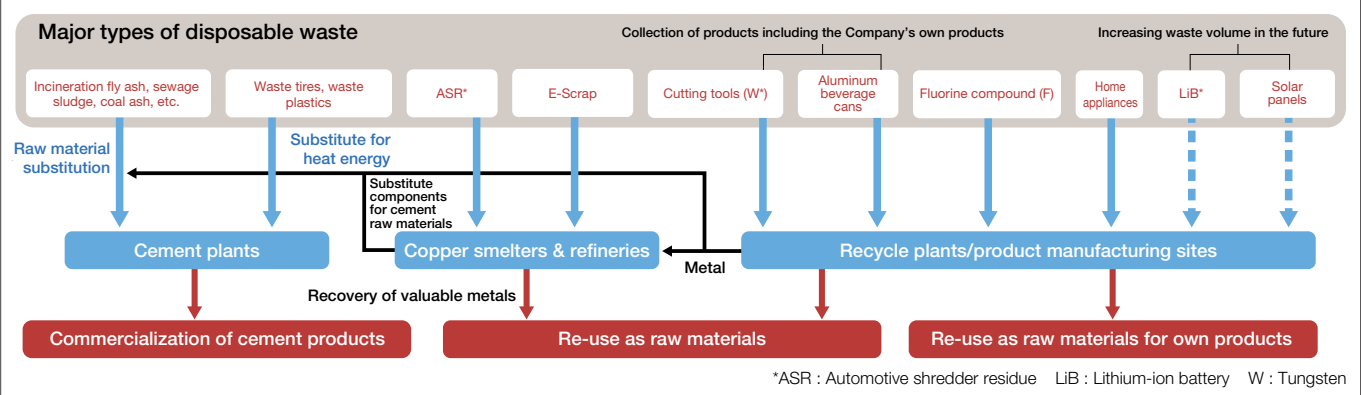 Major types of disposable waste
Collection of products including the Company's own products
Increasing waste volume in the future
Incineration fly ash, sewage
sludge, coal ash, etc.
Waste tires, waste
plastics
ASR*
E-Scrap
Cutting tools (W*)
Aluminum
beverage
cans
Fluorine compound (F)
Home
appliances
LiB*
Solar
panels
Raw material
substitution
Substitute for
heat energy
Substitute
components
for cement
raw materials
Cement plants
Copper smelters & refineries
Metal
Recycle plants/product manufacturing sites
Recovery of valuable metals
Commercialization of cement products
Re-use as raw materials
Re-use as raw materials for own products
*ASR : Automotive shredder residue LiB : Lithium-ion battery W : Tungsten